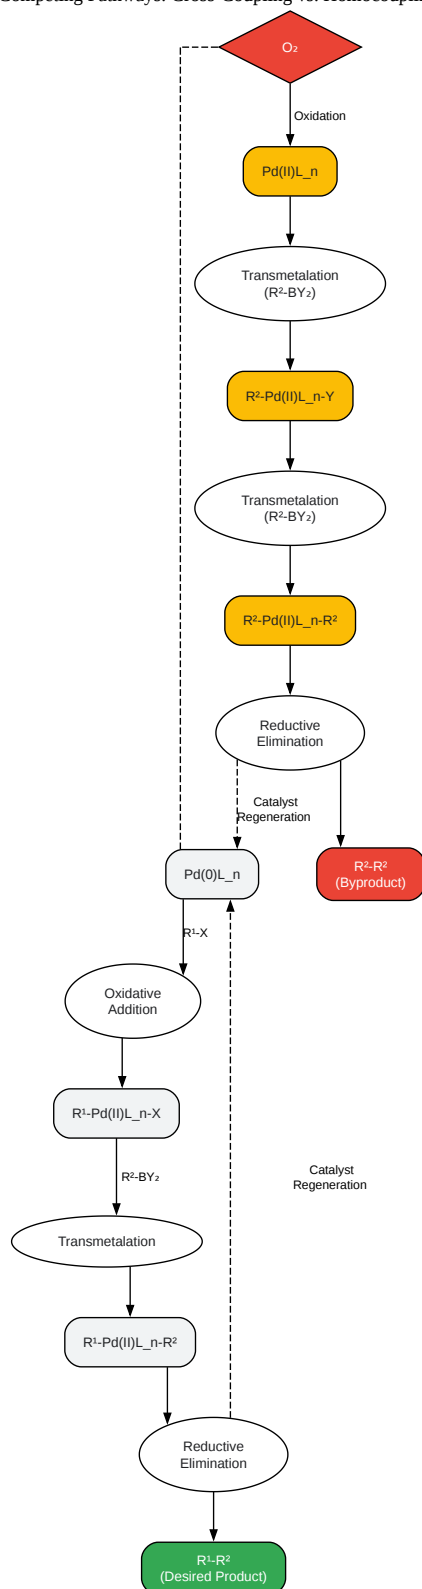 Competing Pathways: Cross-Coupling vs. Homocoupling
O₂
Oxidation
Pd(II)L_n
Transmetalation
(R²-BY₂)
R²-Pd(II)L_n-Y
Transmetalation
(R²-BY₂)
R²-Pd(II)L_n-R²
Reductive
Elimination
Catalyst
Regeneration
Pd(0)L_n
R²-R²
(Byproduct)
R¹-X
Oxidative
Addition
R¹-Pd(II)L_n-X
R²-BY₂
Catalyst
Regeneration
Transmetalation
R¹-Pd(II)L_n-R²
Reductive
Elimination
R¹-R²
(Desired Product)